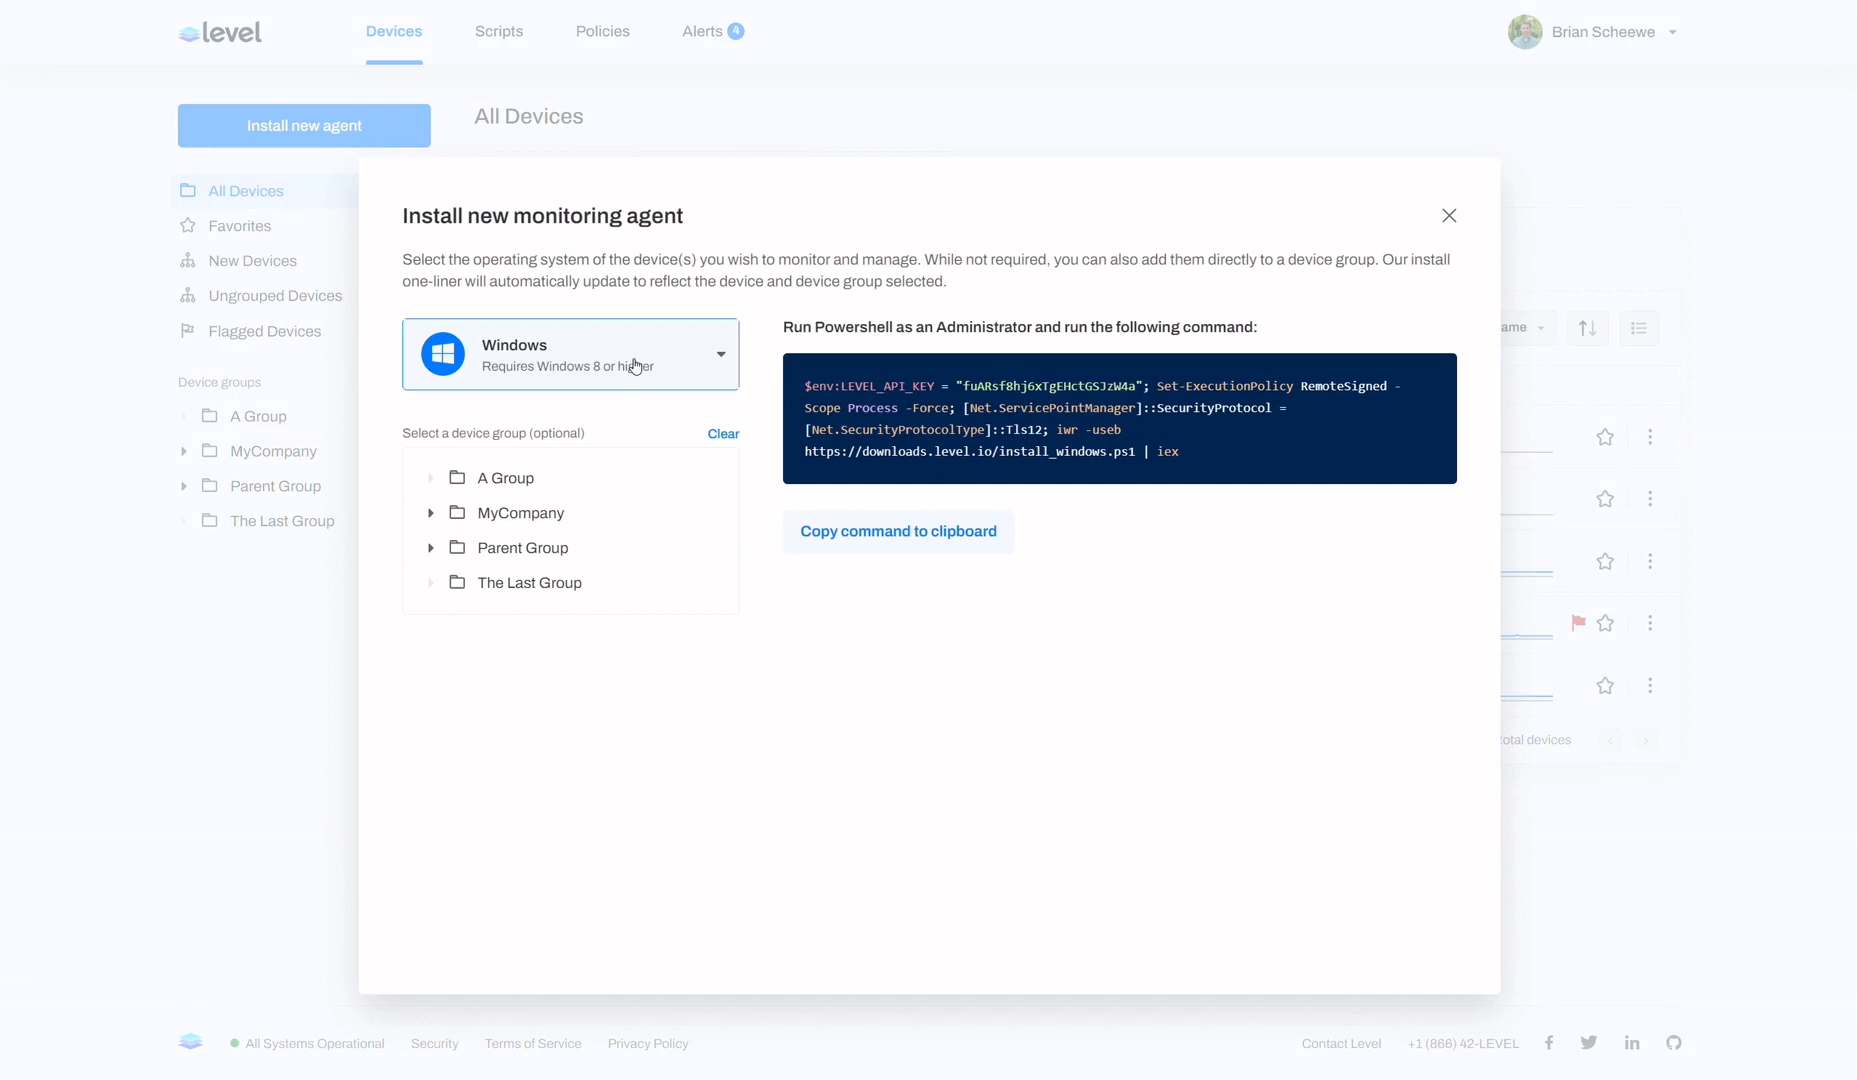 level
Devices
Scripts
Policies
Alerts 4
Brian Scheewe
Install new agent
All Devices
All Devices
Favorites
New Devices
Ungrouped Devices
Flagged Devices
Device groups
A Group
MyCompany
Parent Group
The Last Group
Install new monitoring agent
Select the operating system of the device(s) you wish to monitor and manage. While not required, you can also add them directly to a device group. Our install
one-liner will automatically update to reflect the device and device group selected.
Windows
Requires Windows 8 or higher
Select a device group (optional)
Clear
A Group
MyCompany
Parent Group
The Last Group
Run Powershell as an Administrator and run the following command:
$env:LEVEL_API_KEY = "fuARsf8hj6xTgEHctGSJzW4a"; Set-ExecutionPolicy RemoteSigned -
Scope Process -Force; [Net.ServicePointManager]::SecurityProtocol =
[Net.SecurityProtocolType]::Tls12; iwr -useb
https://downloads.level.io/install_windows.ps1 | iex
Copy command to clipboard
ame
total devices
All Systems Operational
Security
Terms of Service
Privacy Policy
Contact Level
+1 (866) 42-LEVEL